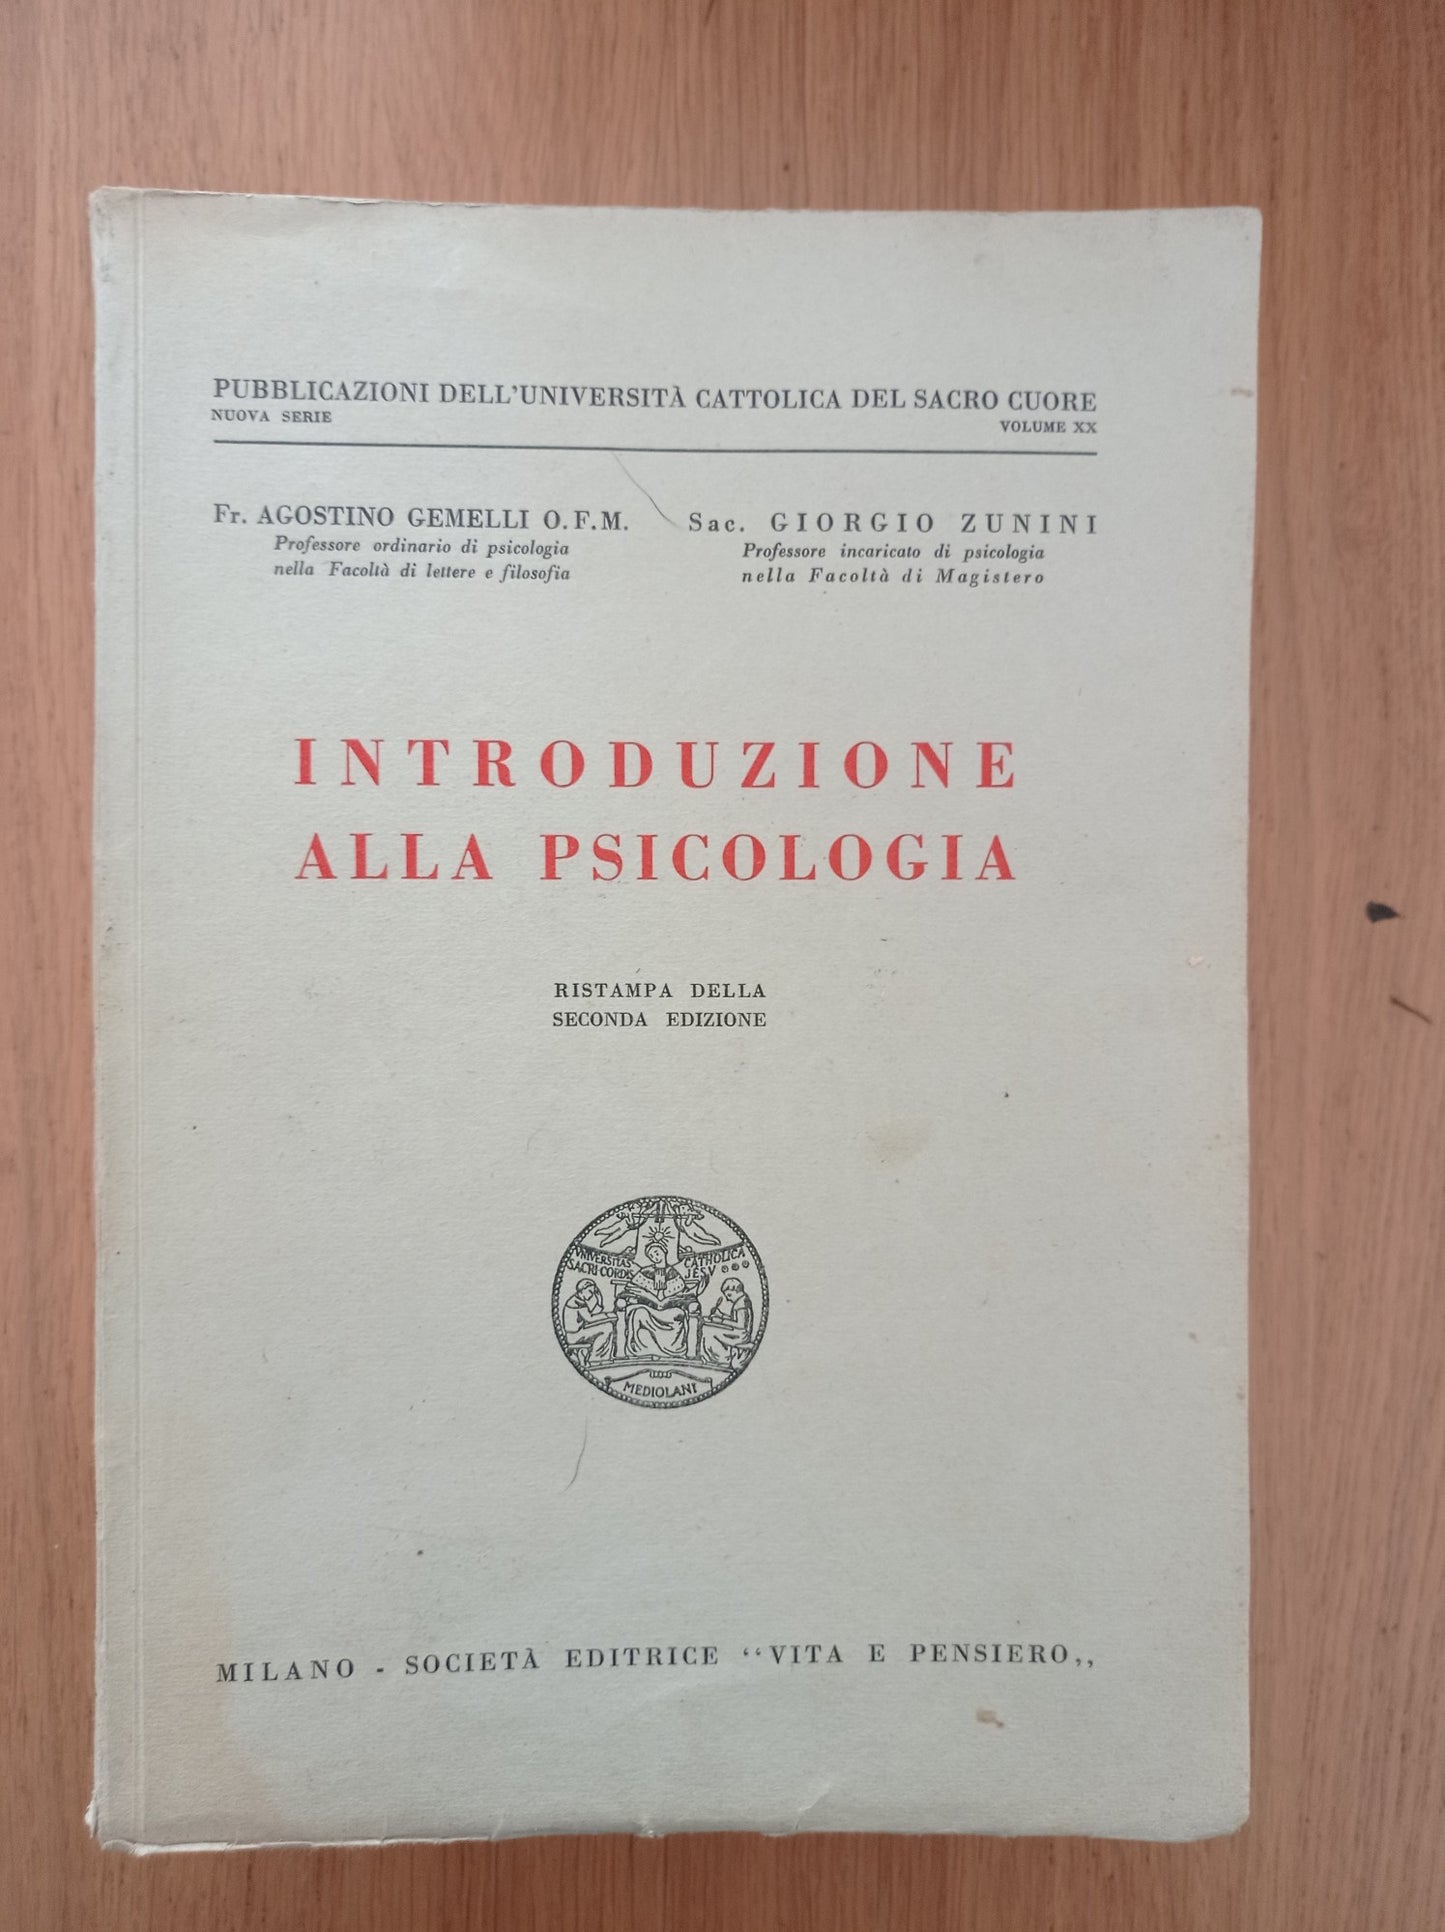 PUBBLICAZIONI DELL'UNIVERSITÀ CATTOLICA DEL SACRO CUORE
NUOVA SERIE VOLUME XX
Fr. AGOSTINO GEMELLI O.F.M.
Professore ordinario di psicologia
nella Facoltà di lettere e filosofia
Sac. GIORGIO ZUNINI
Professore incaricato di psicologia
nella Facoltà di Magistero
INTRODUZIONE
ALLA PSICOLOGIA
RISTAMPA DELLA
SECONDA EDIZIONE
VNIVERSITAS CATHOLICA
SACRI CORDIS JESV
MEDIOLANI
MILANO - SOCIETÀ EDITRICE “VITA E PENSIERO„